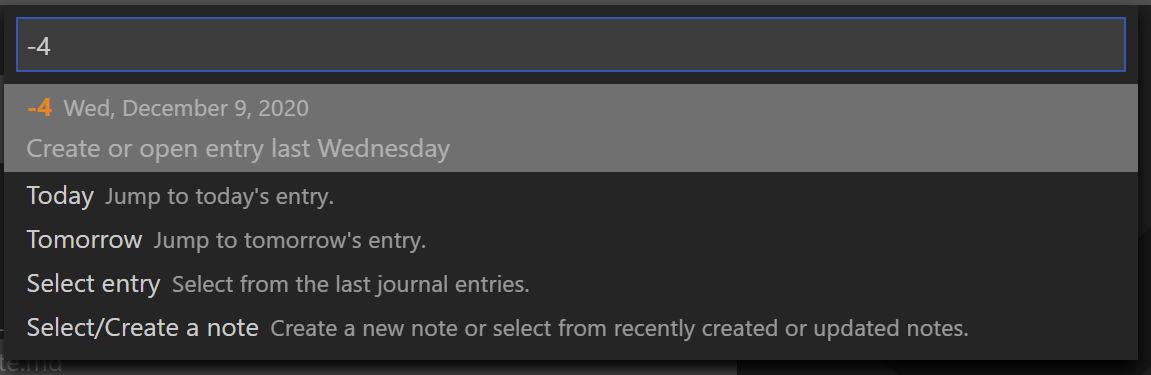 -4
-4 Wed, December 9, 2020
Create or open entry last Wednesday
Today Jump to today's entry.
Tomorrow Jump to tomorrow's entry.
Select entry Select from the last journal entries.
Select/Create a note Create a new note or select from recently created or updated notes.
te.md